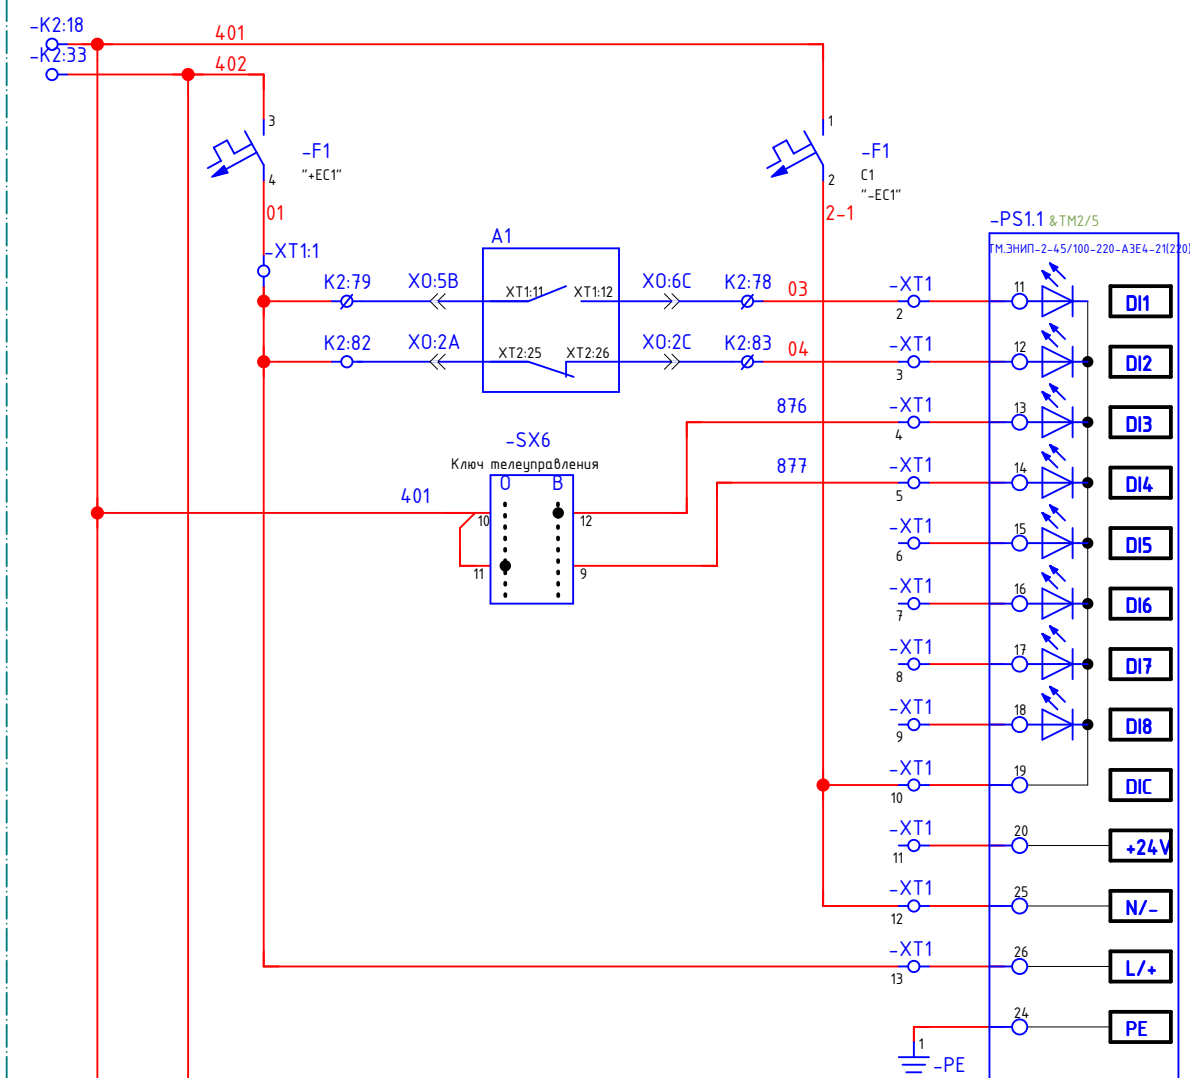 -K2:18
401
-K2:33
402
3
-F1
"+EC1"
4
01
1
-F1
C1
"-EC1"
2
2-1
-PS1.1 &TM2/5
ТМ.ЭНИП-2-45/100-220-А3Е4-21(220)
-XT1:1
A1
K2:79 XO:5B XT1:11 XT1:12 XO:6C K2:78 03 -XT1 2 11 DI1
K2:82 XO:2A XT2:25 XT2:26 XO:2C K2:83 04 -XT1 3 12 DI2
876 -XT1 4 13 DI3
-SX6
Ключ телеуправления
877 -XT1 5 14 DI4
401 О В
10 12
11 9
-XT1 6 15 DI5
-XT1 7 16 DI6
-XT1 8 17 DI7
-XT1 9 18 DI8
-XT1 10 19 DIC
-XT1 11 20 +24V
-XT1 12 25 N/-
-XT1 13 26 L/+
24 PE
1
-PE